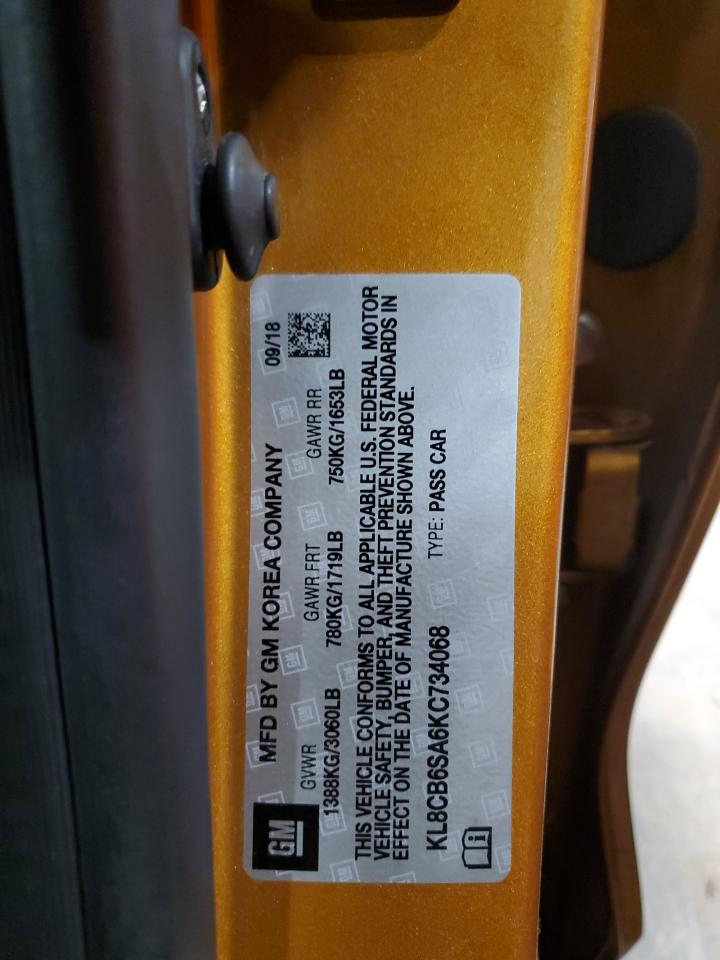 GM
MFD BY GM KOREA COMPANY 09/18
GVWR GAWR FRT GAWR RR
1388KG/3060LB 780KG/1719LB 750KG/1653LB
THIS VEHICLE CONFORMS TO ALL APPLICABLE U.S. FEDERAL MOTOR
VEHICLE SAFETY, BUMPER, AND THEFT PREVENTION STANDARDS IN
EFFECT ON THE DATE OF MANUFACTURE SHOWN ABOVE.
KL8CB6SA6KC734068 TYPE: PASS CAR